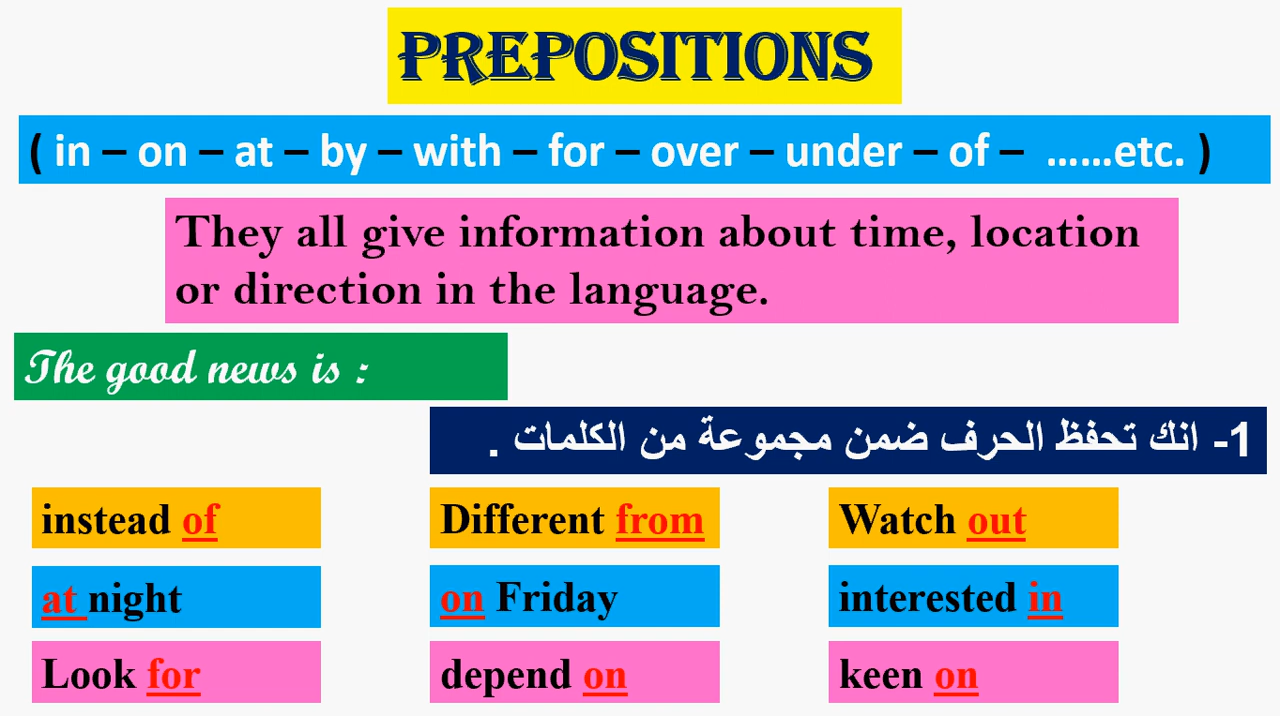 PREPOSITIONS
( in – on – at – by – with – for – over – under – of – ......etc. )
They all give information about time, location
or direction in the language.
The good news is :
1- انك تحفظ الحرف ضمن مجموعة من الكلمات .
instead of
Different from
Watch out
at night
on Friday
interested in
Look for
depend on
keen on